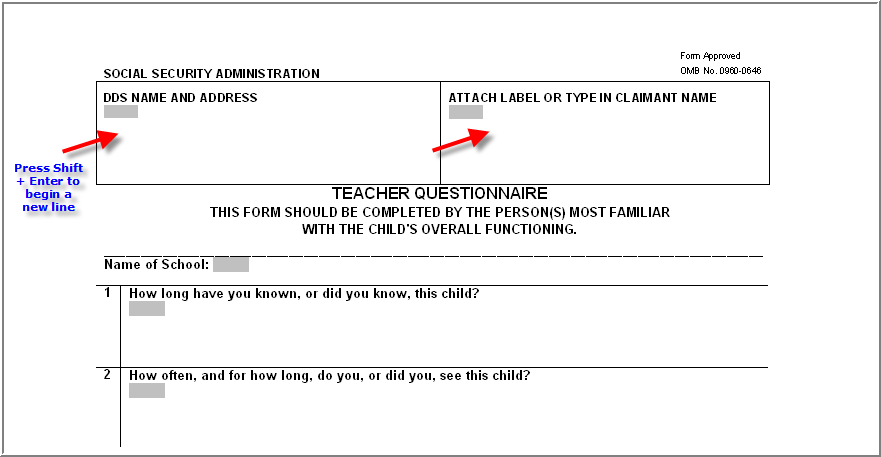 Form Approved
OMB No. 0960-0646
SOCIAL SECURITY ADMINISTRATION
DDS NAME AND ADDRESS
ATTACH LABEL OR TYPE IN CLAIMANT NAME
Press Shift
+ Enter to
begin a
new line
TEACHER QUESTIONNAIRE
THIS FORM SHOULD BE COMPLETED BY THE PERSON(S) MOST FAMILIAR
WITH THE CHILD'S OVERALL FUNCTIONING.
Name of School:
1 How long have you known, or did you know, this child?
2 How often, and for how long, do you, or did you, see this child?